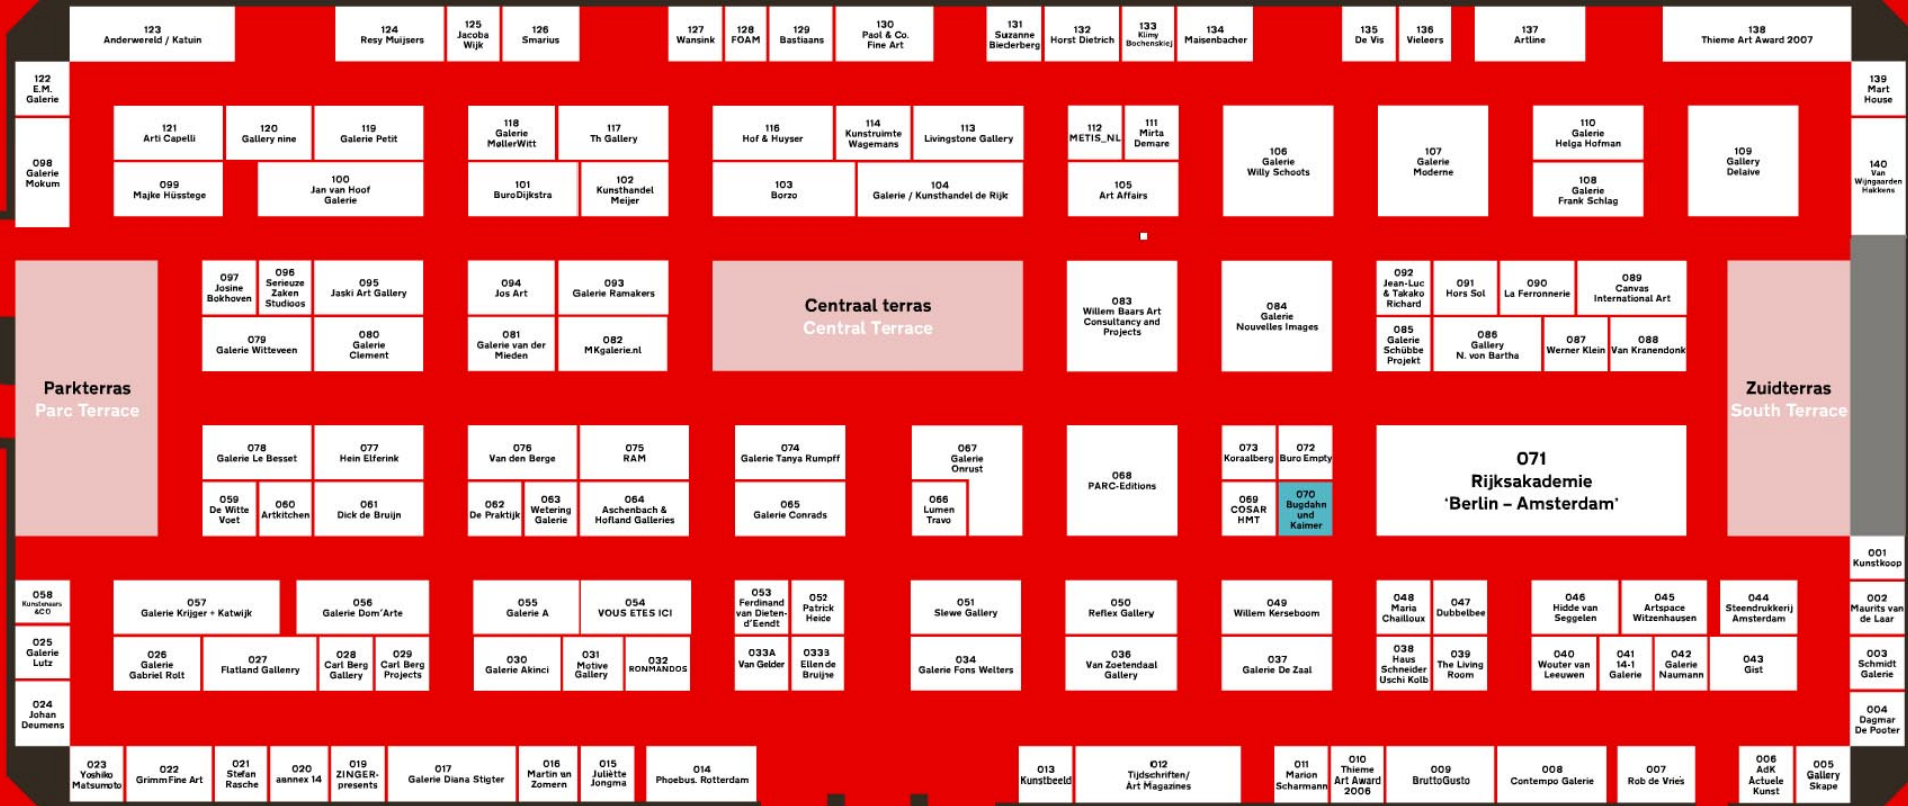 123
Anderwereld / Katuin
124
Resy Muijsers
125
Jacoba
Wijk
126
Smarius
127
Wansink
128
FOAM
129
Bastiaans
130
Paol & Co.
Fine Art
131
Suzanne
Biederberg
132
Horst Dietrich
133
Klimy
Bochenskiej
134
Maisenbacher
135
De Vis
136
Vieleers
137
Artline
138
Thieme Art Award 2007
122
E.M.
Galerie
139
Mart
House
121
Arti Capelli
120
Gallery nine
119
Galerie Petit
118
Galerie
MøllerWitt
117
Th Gallery
116
Hof & Huyser
114
Kunstruimte
Wagemans
113
Livingstone Gallery
112
METIS_NL
111
Mirta
Demare
106
Galerie
Willy Schoots
107
Galerie
Moderne
110
Galerie
Helga Hofman
109
Gallery
Delaive
098
Galerie
Mokum
140
Van
Wijngaarden
Hakkens
099
Majke Hüsstege
100
Jan van Hoof
Galerie
101
BuroDijkstra
102
Kunsthandel
Meijer
103
Borzo
104
Galerie / Kunsthandel de Rijk
105
Art Affairs
108
Galerie
Frank Schlag
097
Josine
Bokhoven
096
Serieuze
Zaken
Studioos
095
Jaski Art Gallery
094
Jos Art
093
Galerie Ramakers
Centraal terras
Central Terrace
083
Willem Baars Art
Consultancy and
Projects
084
Galerie
Nouvelles Images
092
Jean-Luc
& Takako
Richard
091
Hors Sol
090
La Ferronnerie
089
Canvas
International Art
079
Galerie Witteveen
080
Galerie
Clement
081
Galerie van der
Mieden
082
MKgalerie.nl
085
Galerie
Schübbe
Projekt
086
Gallery
N. von Bartha
087
Werner Klein
088
Van Kranendonk
Parkterras
Parc Terrace
Zuidterras
South Terrace
078
Galerie Le Besset
077
Hein Elferink
076
Van den Berge
075
RAM
074
Galerie Tanya Rumpff
067
Galerie
Onrust
068
PARC-Editions
073
Koraalberg
072
Buro Empty
071
Rijksakademie
'Berlin – Amsterdam'
059
De Witte
Voet
060
Artkitchen
061
Dick de Bruijn
062
De Praktijk
063
Wetering
Galerie
064
Aschenbach &
Hofland Galleries
065
Galerie Conrads
066
Lumen
Travo
069
COSAR
HMT
070
Bugdahn
und
Kaimer
001
Kunstkoop
058
Kunstenaars
&CO
057
Galerie Krijger + Katwijk
056
Galerie Dom'Arte
055
Galerie A
054
VOUS ETES ICI
053
Ferdinand
van Dieten-
d'Eendt
052
Patrick
Heide
051
Slewe Gallery
050
Reflex Gallery
049
Willem Kerseboom
048
Maria
Chailloux
047
Dubbelbee
046
Hidde van
Seggelen
045
Artspace
Witzenhausen
044
Steendrukkerij
Amsterdam
002
Maurits van
de Laar
025
Galerie
Lutz
026
Galerie
Gabriel Rolt
027
Flatland Gallenry
028
Carl Berg
Gallery
029
Carl Berg
Projects
030
Galerie Akinci
031
Motive
Gallery
032
RONMANDOS
033A
Van Gelder
033B
Ellen de
Bruijne
034
Galerie Fons Welters
036
Van Zoetendaal
Gallery
037
Galerie De Zaal
038
Haus
Schneider
Uschi Kolb
039
The Living
Room
040
Wouter van
Leeuwen
041
14-1
Galerie
042
Galerie
Naumann
043
Gist
003
Schmidt
Galerie
024
Johan
Deumens
004
Dagmar
De Pooter
023
Yoshiko
Matsumoto
022
GrimmFine Art
021
Stefan
Rasche
020
aannex 14
019
ZINGER-
presents
017
Galerie Diana Stigter
016
Martin van
Zomern
015
Juliëtte
Jongma
014
Phoebus. Rotterdam
013
Kunstbeeld
012
Tijdschriften/
Art Magazines
011
Marion
Scharmann
010
Thieme
Art Award
2006
009
BruttoGusto
008
Contempo Galerie
007
Rob de Vries
006
AdK
Actuele
Kunst
005
Gallery
Skape